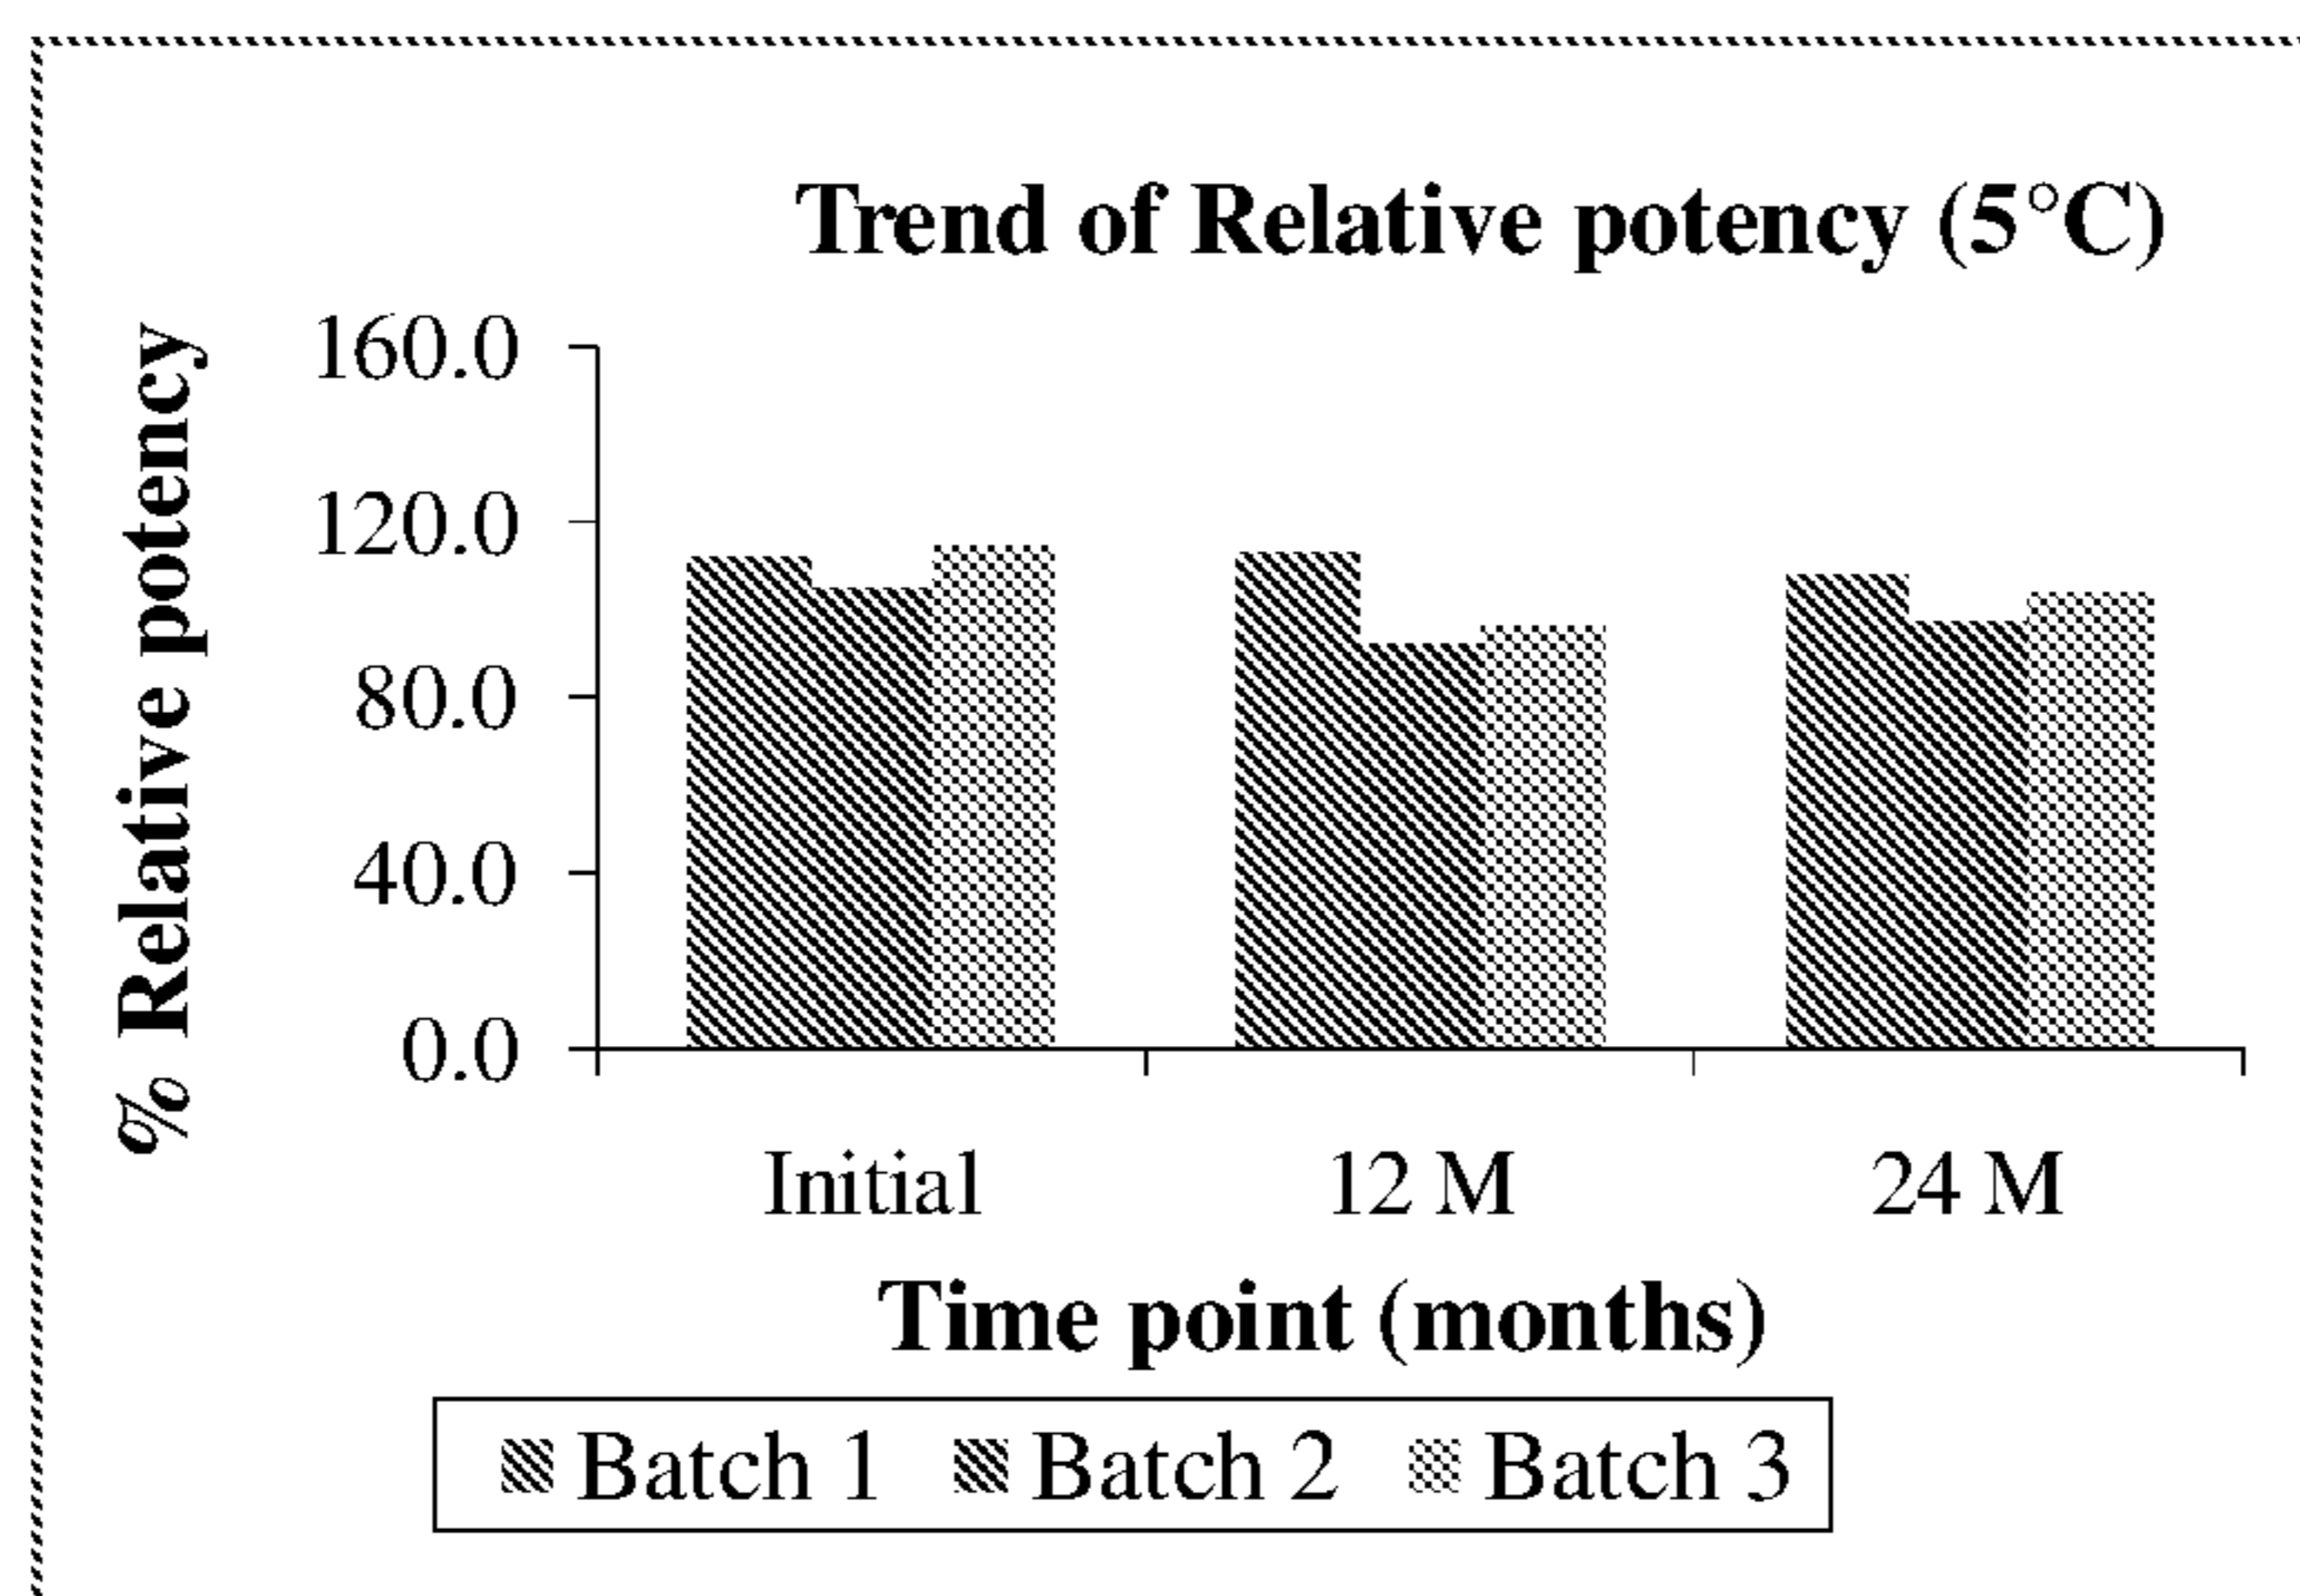 Trend of Relative potency (5°C)
% Relative potency
160.0
120.0
80.0
40.0
0.0
Initial 12 M 24 M
Time point (months)
Batch 1 Batch 2 Batch 3